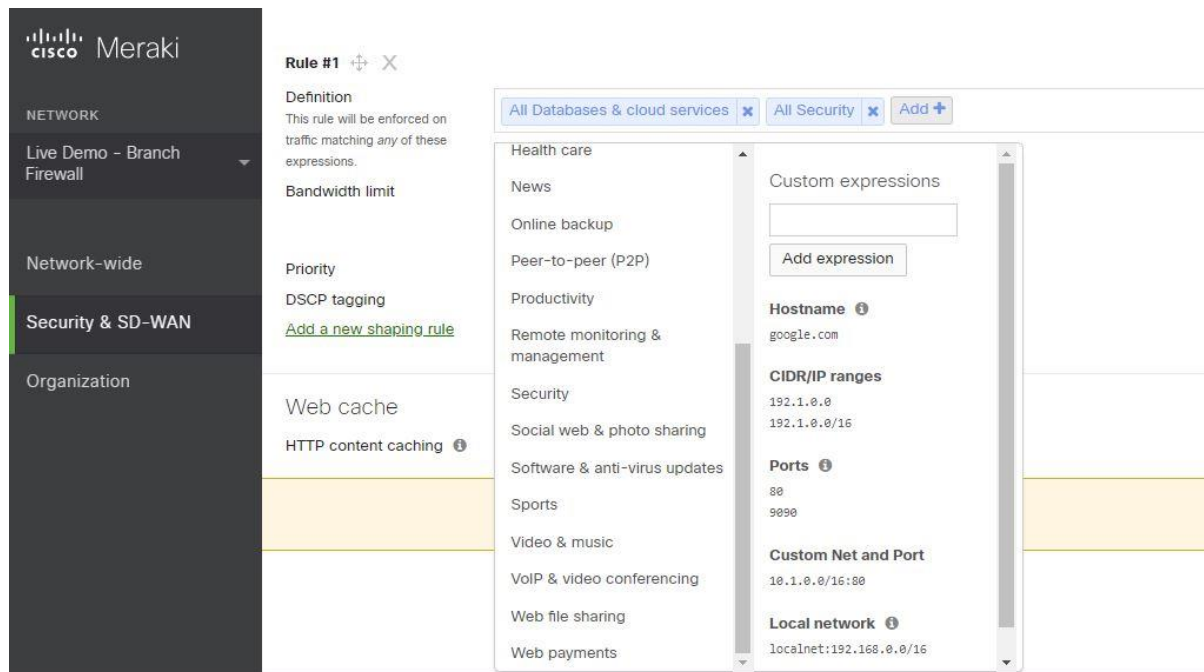 cisco Meraki
NETWORK
Live Demo - Branch
Firewall
Network-wide
Security & SD-WAN
Organization
Rule #1
Definition
This rule will be enforced on
traffic matching any of these
expressions.
Bandwidth limit
Priority
DSCP tagging
Add a new shaping rule
Web cache
HTTP content caching
All Databases & cloud services
All Security
Add
Health care
News
Online backup
Peer-to-peer (P2P)
Productivity
Remote monitoring &
management
Security
Social web & photo sharing
Software & anti-virus updates
Sports
Video & music
VoIP & video conferencing
Web file sharing
Web payments
Custom expressions
Add expression
Hostname
google.com
CIDR/IP ranges
192.1.0.0
192.1.0.0/16
Ports
80
9090
Custom Net and Port
10.1.0.0/16:80
Local network
localnet:192.168.0.0/16